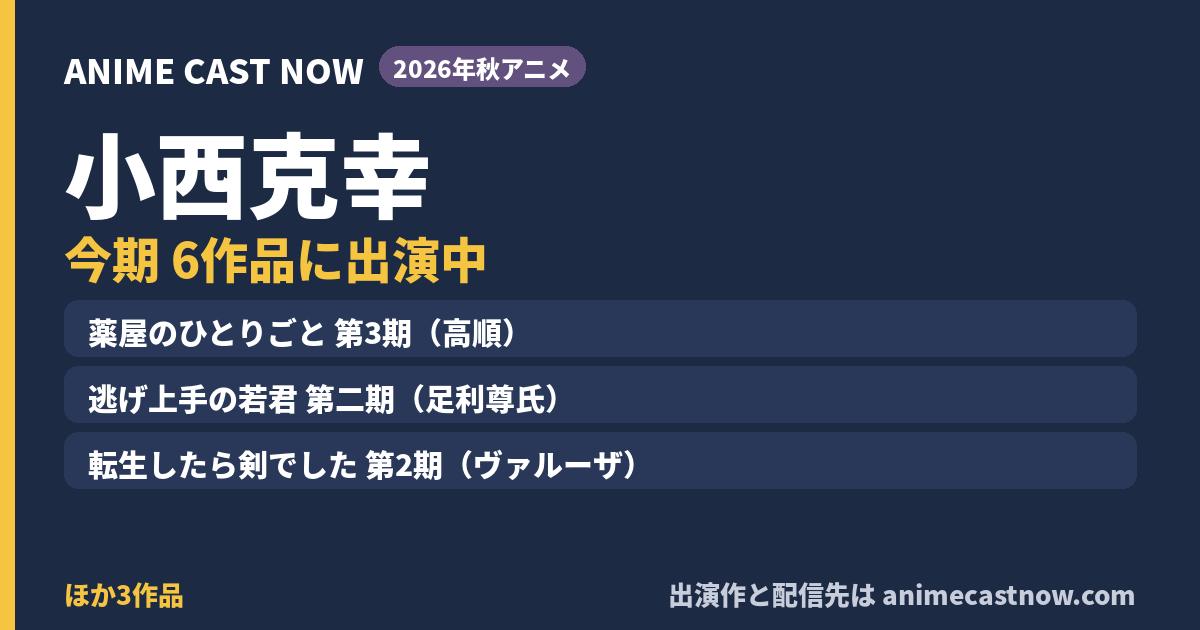 ANIME CAST NOW 2026年秋アニメ
小西克幸
今期 6作品に出演中
薬屋のひとりごと 第3期（高順）
逃げ上手の若君 第二期（足利尊氏）
転生したら剣でした 第2期（ヴァルーザ）
ほか3作品
出演作と配信先は animecastnow.com